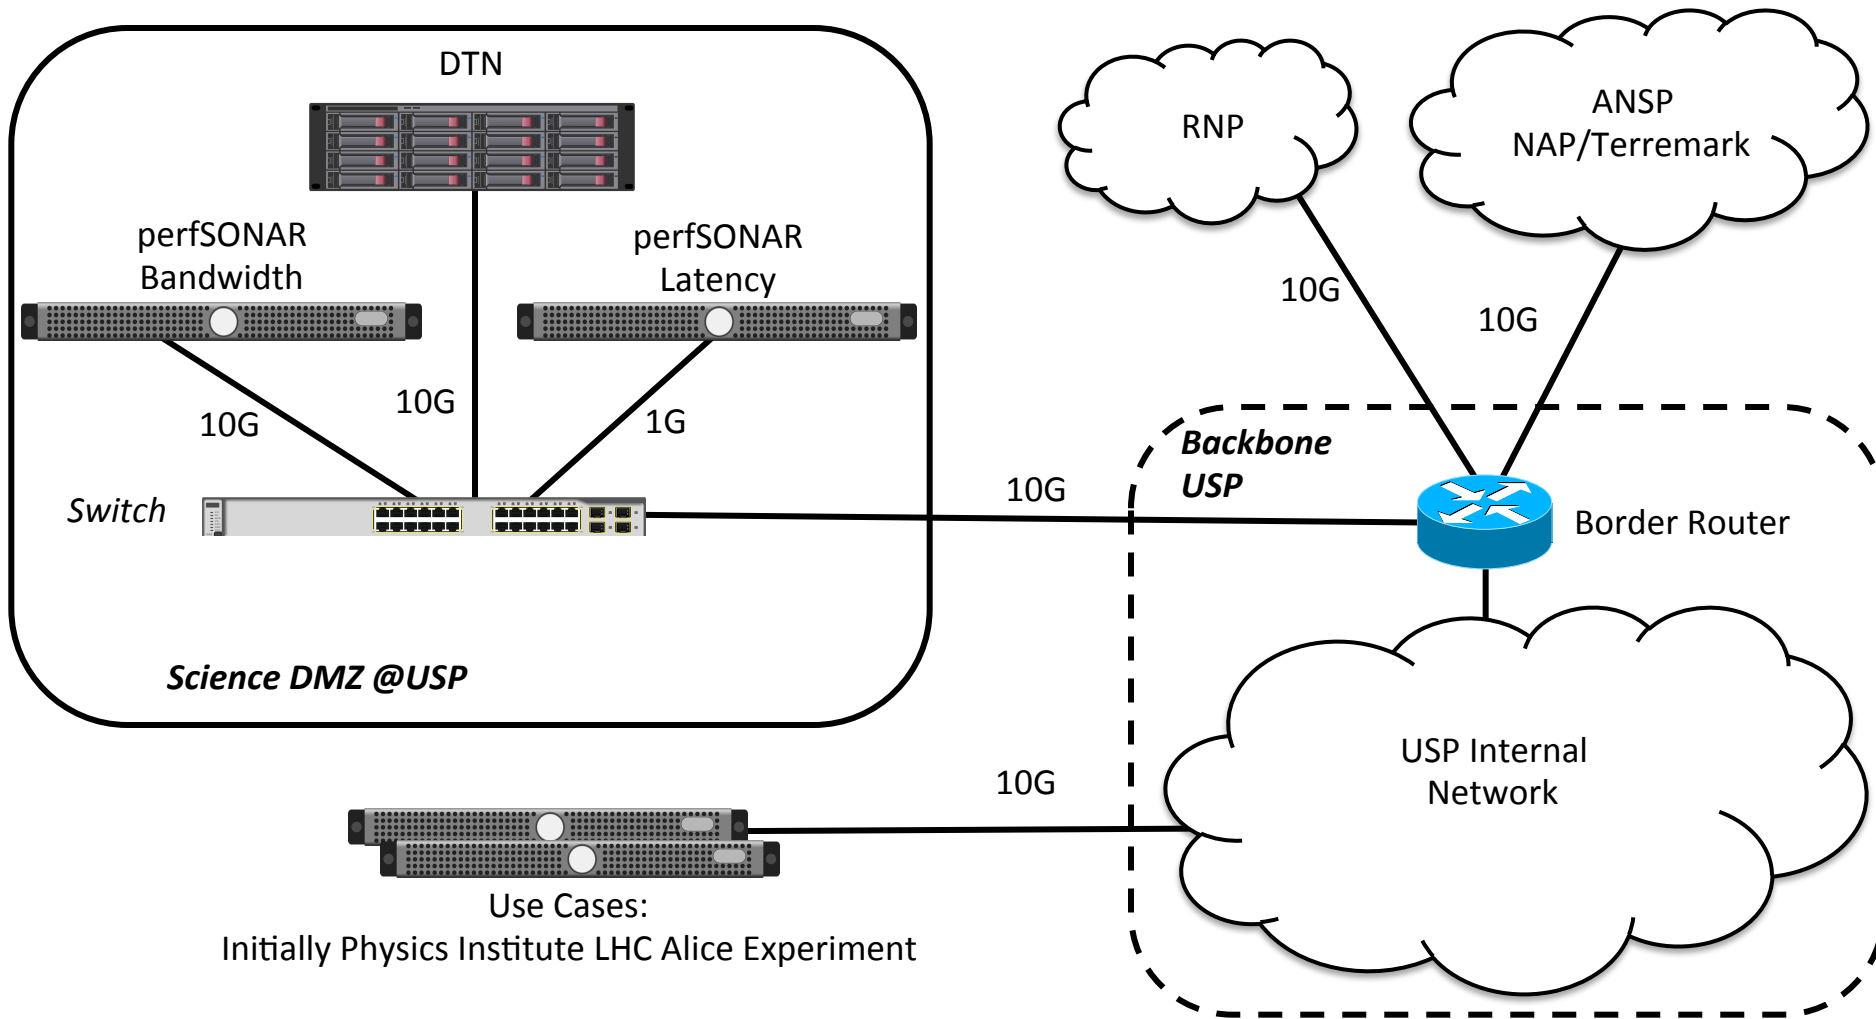 DTN
perfSONAR
Bandwidth
perfSONAR
Latency
10G
10G
1G
Switch
Science DMZ @USP
RNP
ANSP
NAP/Terremark
10G
10G
10G
Backbone
USP
Border Router
USP Internal
Network
10G
Use Cases:
Initially Physics Institute LHC Alice Experiment